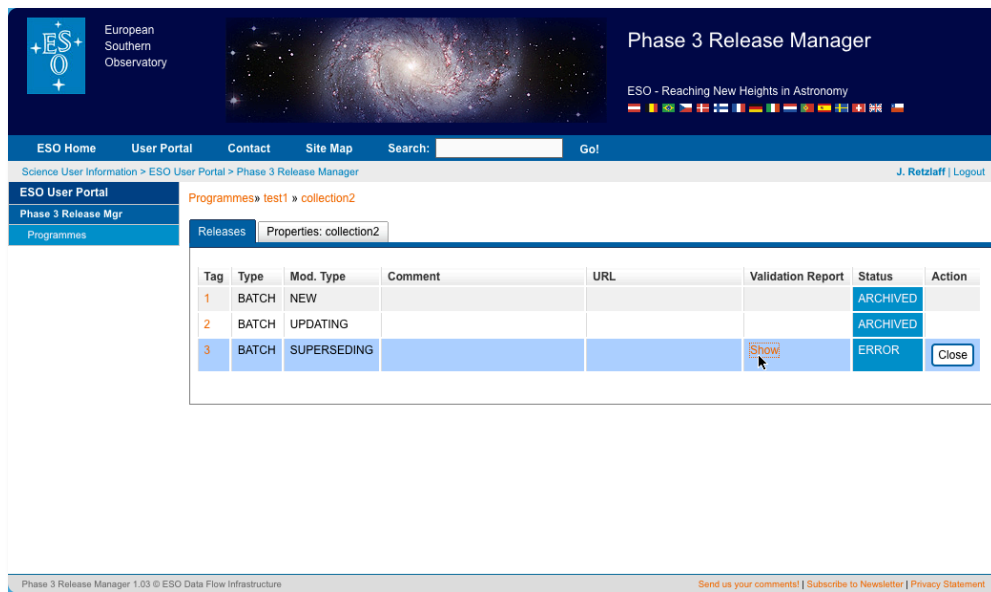 European
Southern
Observatory
ES
O
Phase 3 Release Manager
ESO - Reaching New Heights in Astronomy
ESO Home User Portal Contact Site Map Search: Go!
Science User Information > ESO User Portal > Phase 3 Release Manager J. Retzlaff | Logout
ESO User Portal
Phase 3 Release Mgr
Programmes
Programmes» test1 » collection2
Releases Properties: collection2
Tag Type Mod. Type Comment URL Validation Report Status Action
1 BATCH NEW ARCHIVED
2 BATCH UPDATING ARCHIVED
3 BATCH SUPERSEDING Show ERROR Close
Phase 3 Release Manager 1.03 © ESO Data Flow Infrastructure Send us your comments! | Subscribe to Newsletter | Privacy Statement